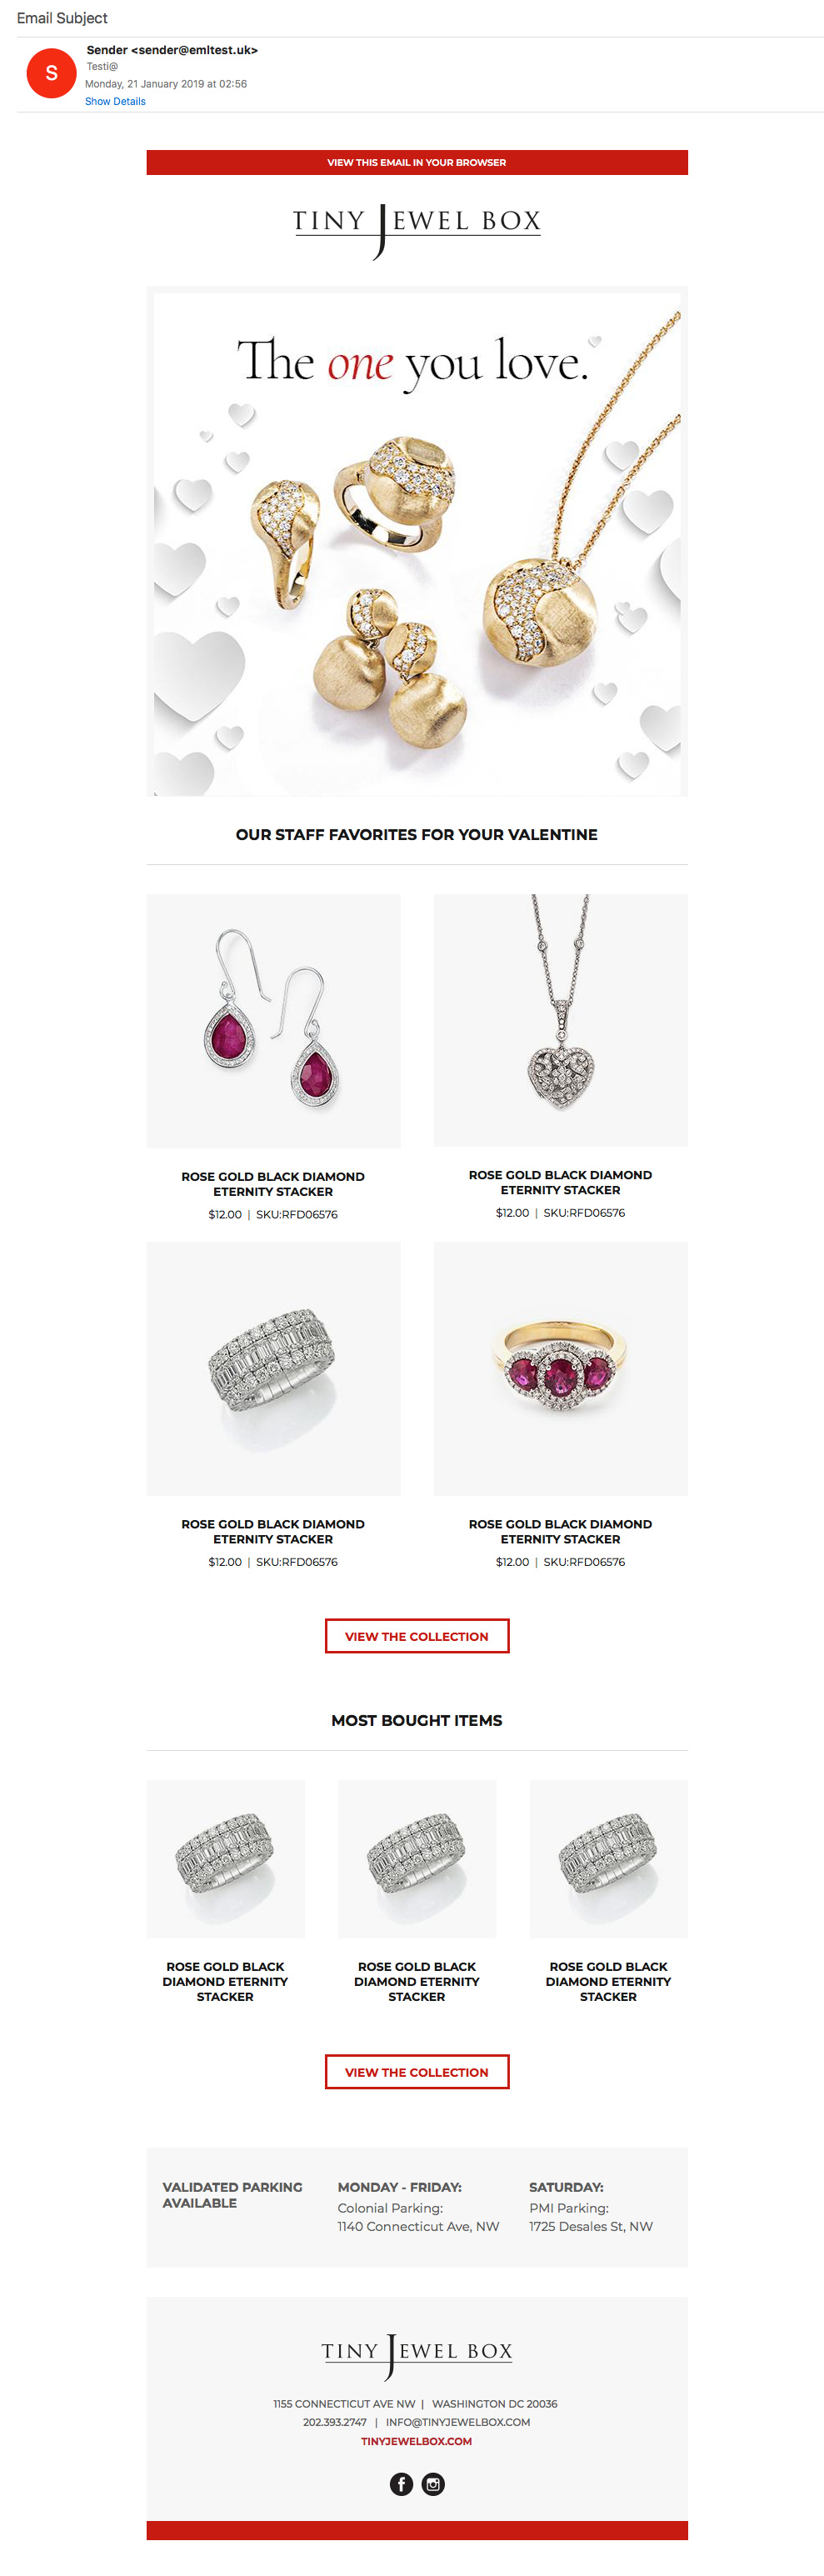 Email Subject
S
Sender <sender@emltest.uk>
Testi@
Monday, 21 January 2019 at 02:56
Show Details
VIEW THIS EMAIL IN YOUR BROWSER
TINY JEWEL BOX
The one you love.
OUR STAFF FAVORITES FOR YOUR VALENTINE
ROSE GOLD BLACK DIAMOND
ETERNITY STACKER
$12.00 | SKU:RFD06576
ROSE GOLD BLACK DIAMOND
ETERNITY STACKER
$12.00 | SKU:RFD06576
ROSE GOLD BLACK DIAMOND
ETERNITY STACKER
$12.00 | SKU:RFD06576
ROSE GOLD BLACK DIAMOND
ETERNITY STACKER
$12.00 | SKU:RFD06576
VIEW THE COLLECTION
MOST BOUGHT ITEMS
ROSE GOLD BLACK
DIAMOND ETERNITY
STACKER
ROSE GOLD BLACK
DIAMOND ETERNITY
STACKER
ROSE GOLD BLACK
DIAMOND ETERNITY
STACKER
VIEW THE COLLECTION
VALIDATED PARKING
AVAILABLE
MONDAY - FRIDAY:
Colonial Parking:
1140 Connecticut Ave, NW
SATURDAY:
PMI Parking:
1725 Desales St, NW
TINY JEWEL BOX
1155 CONNECTICUT AVE NW | WASHINGTON DC 20036
202.393.2747 | INFO@TINYJEWELBOX.COM
TINYJEWELBOX.COM